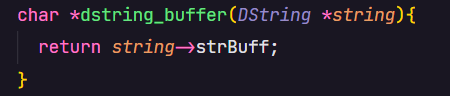 char *dstring_buffer(DString *string){
  return string->strBuff;
}